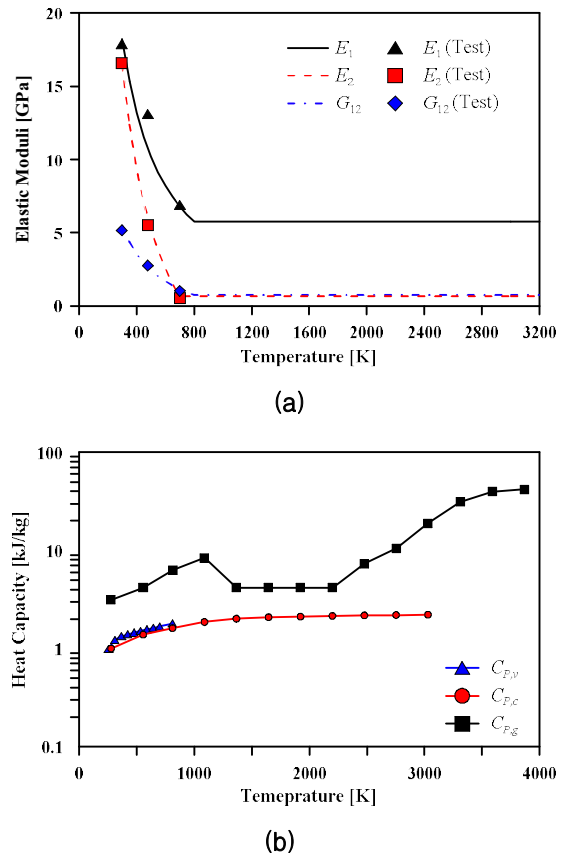 20
15
10
5
0
Elastic Moduli [GPa]
E1 E1 (Test)
E2 E2 (Test)
G12 G12 (Test)
0 400 800 1200 1600 2000 2400 2800 3200
Temperature [K]
(a)
100
10
1
0.1
Heat Capacity [kJ/kg]
CP,v
CP,c
CP,g
0 1000 2000 3000 4000
Temeprature [K]
(b)